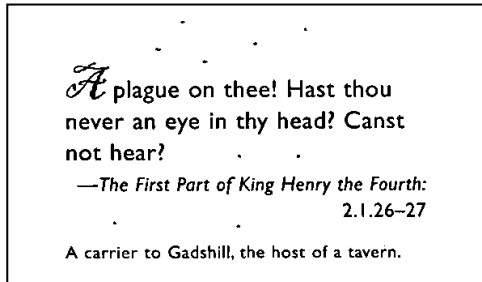 A plague on thee! Hast thou
never an eye in thy head? Canst
not hear?
—The First Part of King Henry the Fourth:
2.1.26–27
A carrier to Gadshill, the host of a tavern.